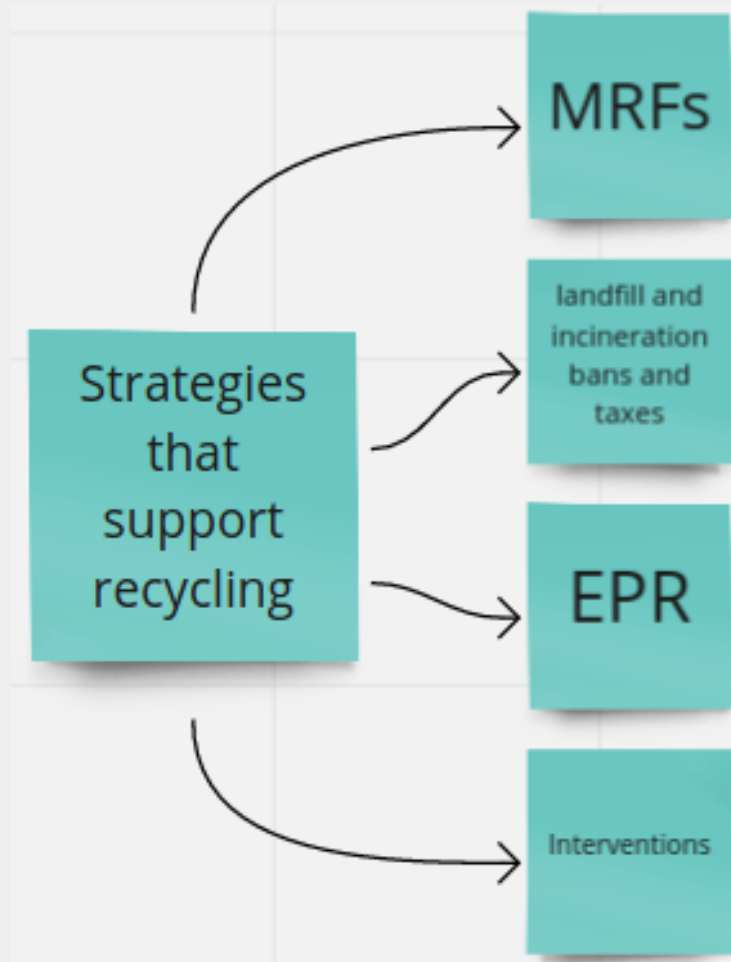 MRFs
landfill and
incineration
bans and
taxes
Strategies
that
support
recycling
EPR
Interventions